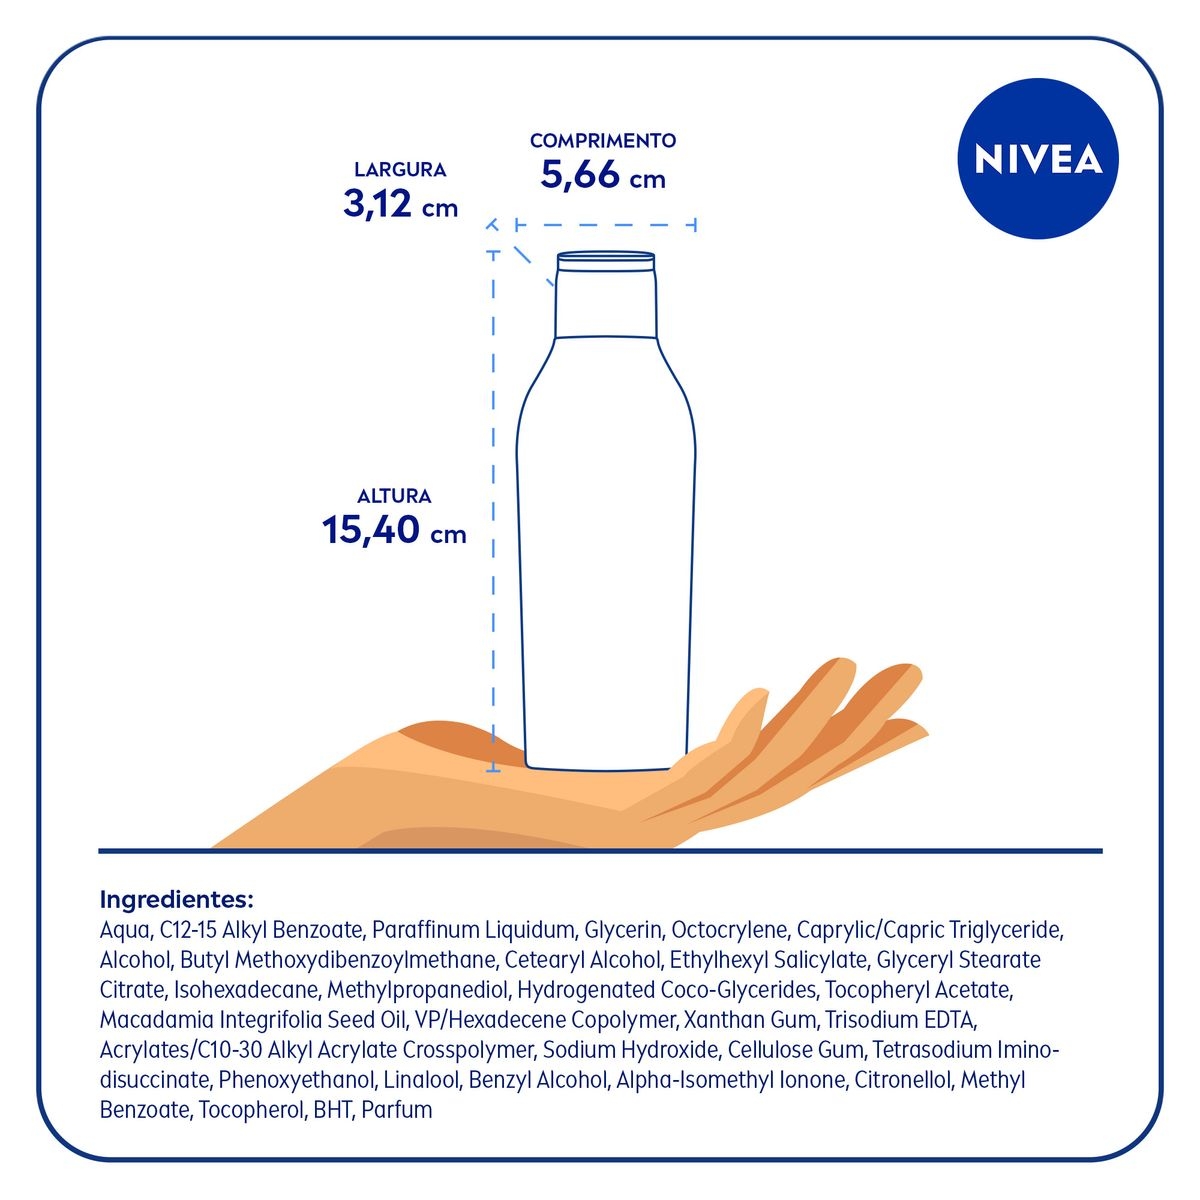 COMPRIMENTO
5,66 cm
LARGURA
3,12 cm
NIVEA
ALTURA
15,40 cm
Ingredientes:
Aqua, C12-15 Alkyl Benzoate, Paraffinum Liquidum, Glycerin, Octocrylene, Caprylic/Capric Triglyceride,
Alcohol, Butyl Methoxydibenzoylmethane, Cetearyl Alcohol, Ethylhexyl Salicylate, Glyceryl Stearate
Citrate, Isohexadecane, Methylpropanediol, Hydrogenated Coco-Glycerides, Tocopheryl Acetate,
Macadamia Integrifolia Seed Oil, VP/Hexadecene Copolymer, Xanthan Gum, Trisodium EDTA,
Acrylates/C10-30 Alkyl Acrylate Crosspolymer, Sodium Hydroxide, Cellulose Gum, Tetrasodium Imino-
disuccinate, Phenoxyethanol, Linalool, Benzyl Alcohol, Alpha-Isomethyl Ionone, Citronellol, Methyl
Benzoate, Tocopherol, BHT, Parfum